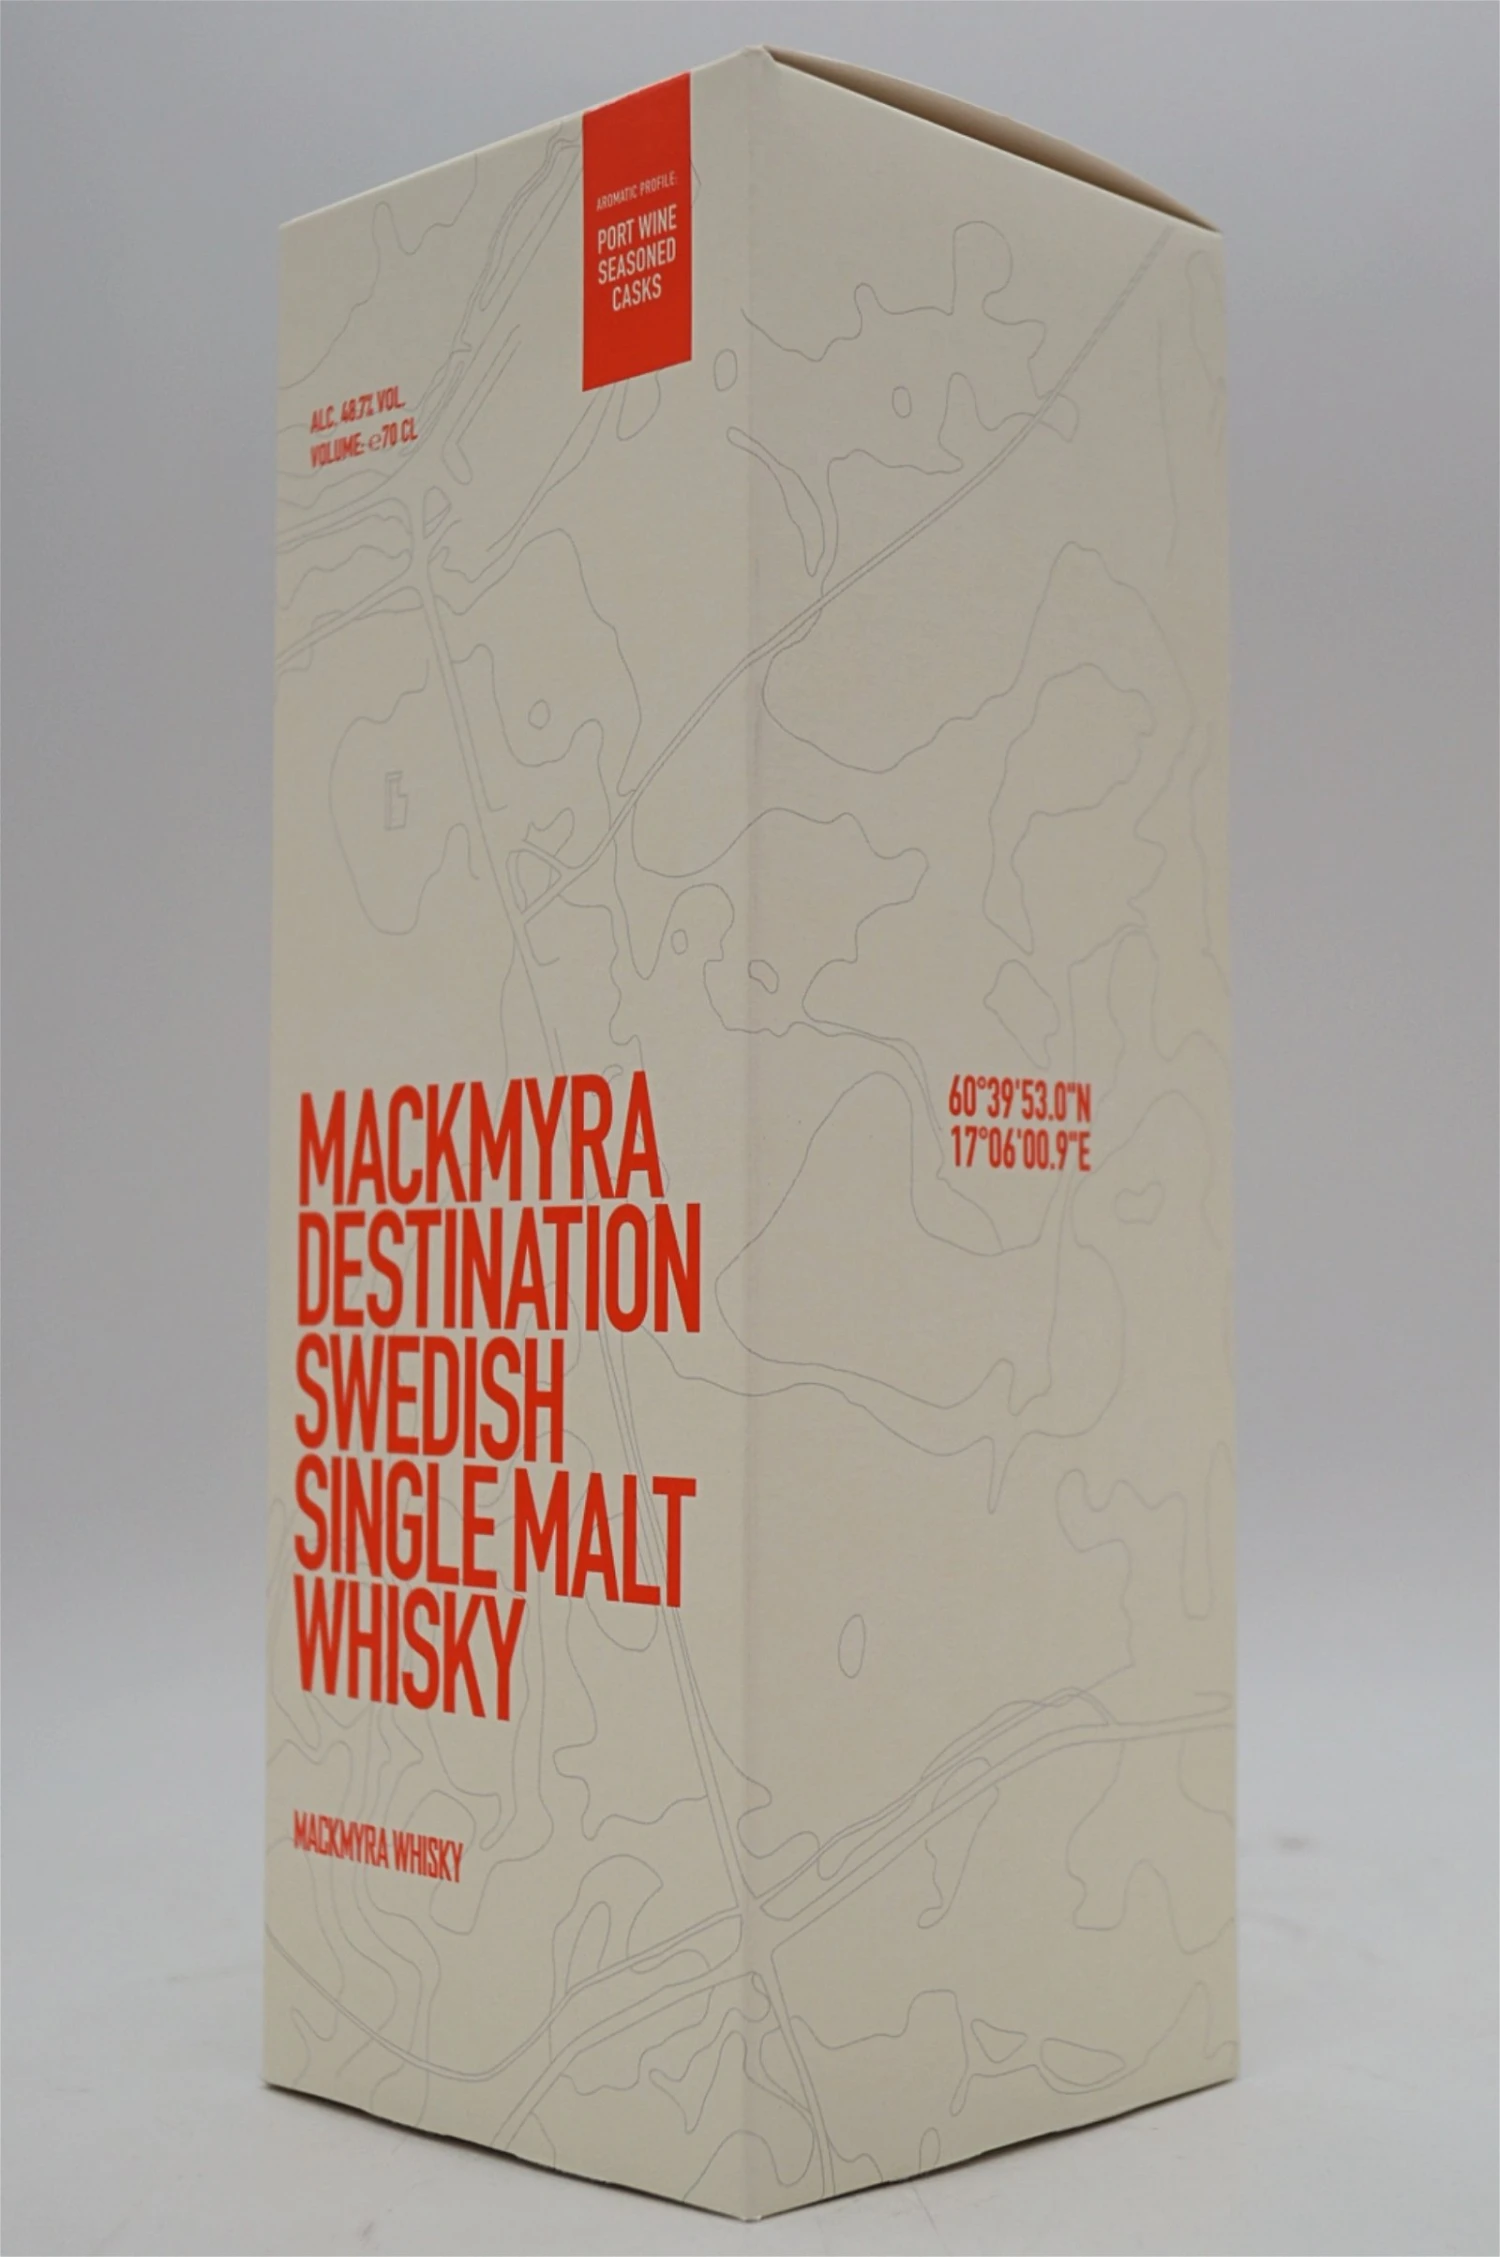 AROMATIC PROFILE:
PORT WINE
SEASONED
CASKS
ALC. 48.7% VOL.
VOLUME: ℮70 CL
MACKMYRA
DESTINATION
SWEDISH
SINGLE MALT
WHISKY
MACKMYRA WHISKY
60°39'53.0"N
17°06'00.9"E